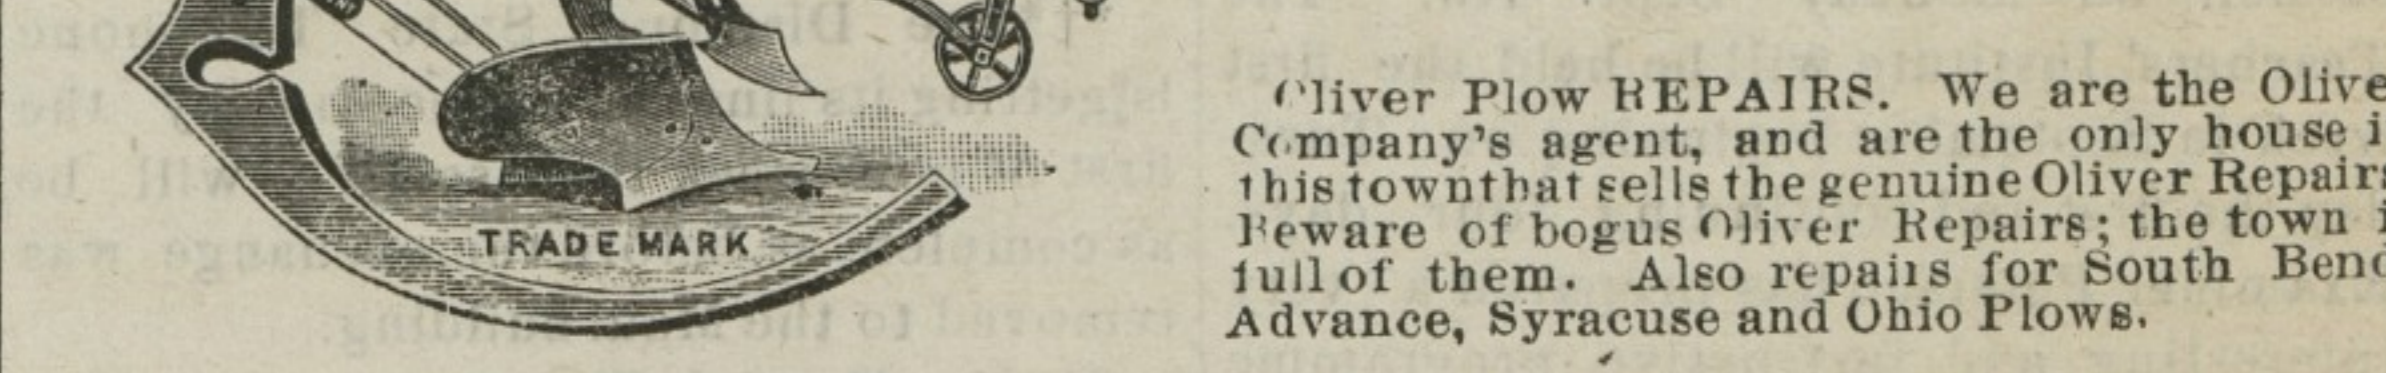 TRADE MARK
Oliver Plow REPAIRS. We are the Olive
Company's agent, and are the only house i
this town that sells the genuine Oliver Repairs
Beware of bogus Oliver Repairs; the town i
full of them. Also repairs for South Bend
Advance, Syracuse and Ohio Plows.